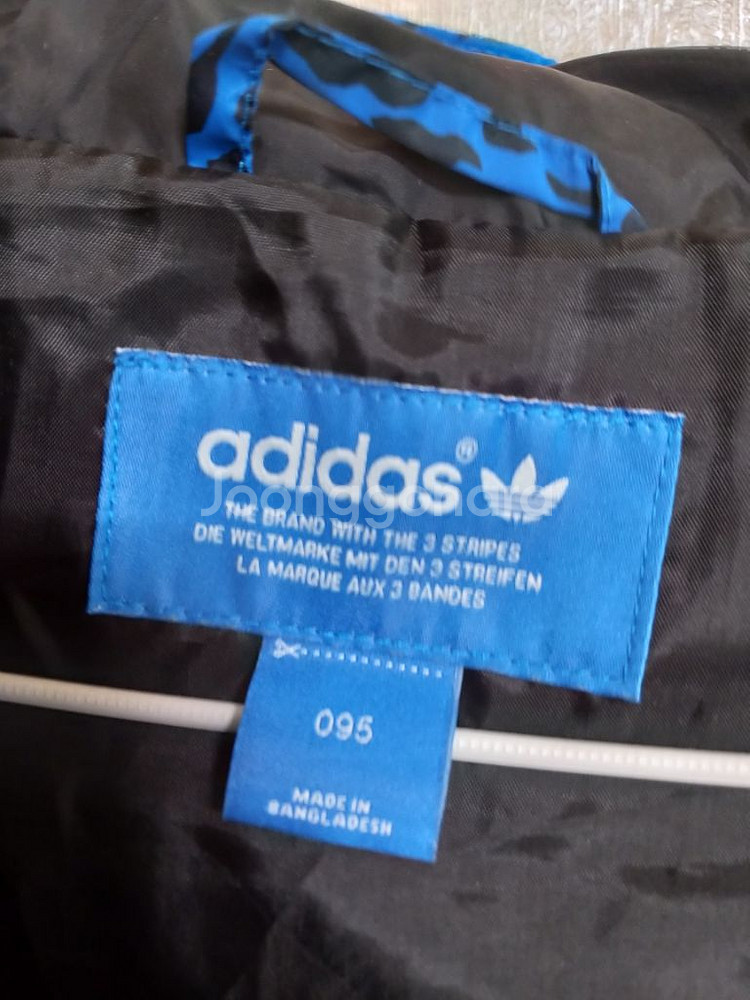 adidas®
Joonggonara
THE BRAND WITH THE 3 STRIPES
DIE WELTMARKE MIT DEN 3 STREIFEN
LA MARQUE AUX 3 BANDES
095
MADE IN
BANGLADESH